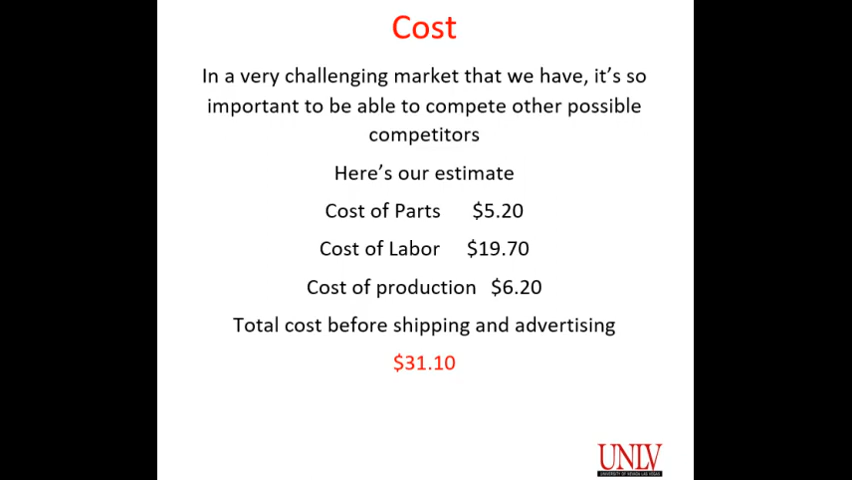 Cost
In a very challenging market that we have, it's so
important to be able to compete other possible
competitors
Here's our estimate
Cost of Parts $5.20
Cost of Labor $19.70
Cost of production $6.20
Total cost before shipping and advertising
$31.10
UNLV
UNIVERSITY OF NEVADA LAS VEGAS